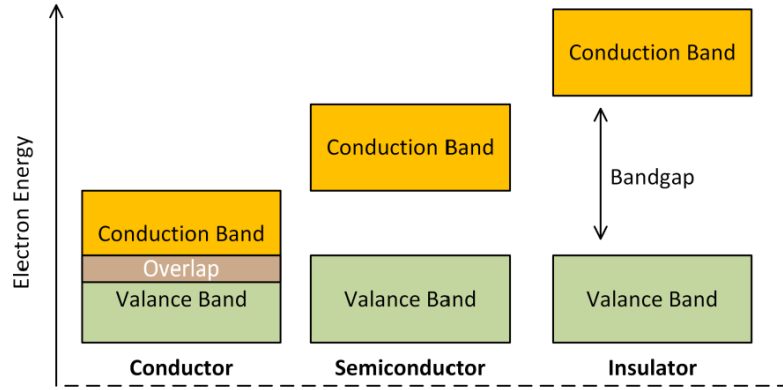 Electron Energy
Conduction Band
Overlap
Valance Band
Conductor
Conduction Band
Valance Band
Semiconductor
Conduction Band
Bandgap
Valance Band
Insulator